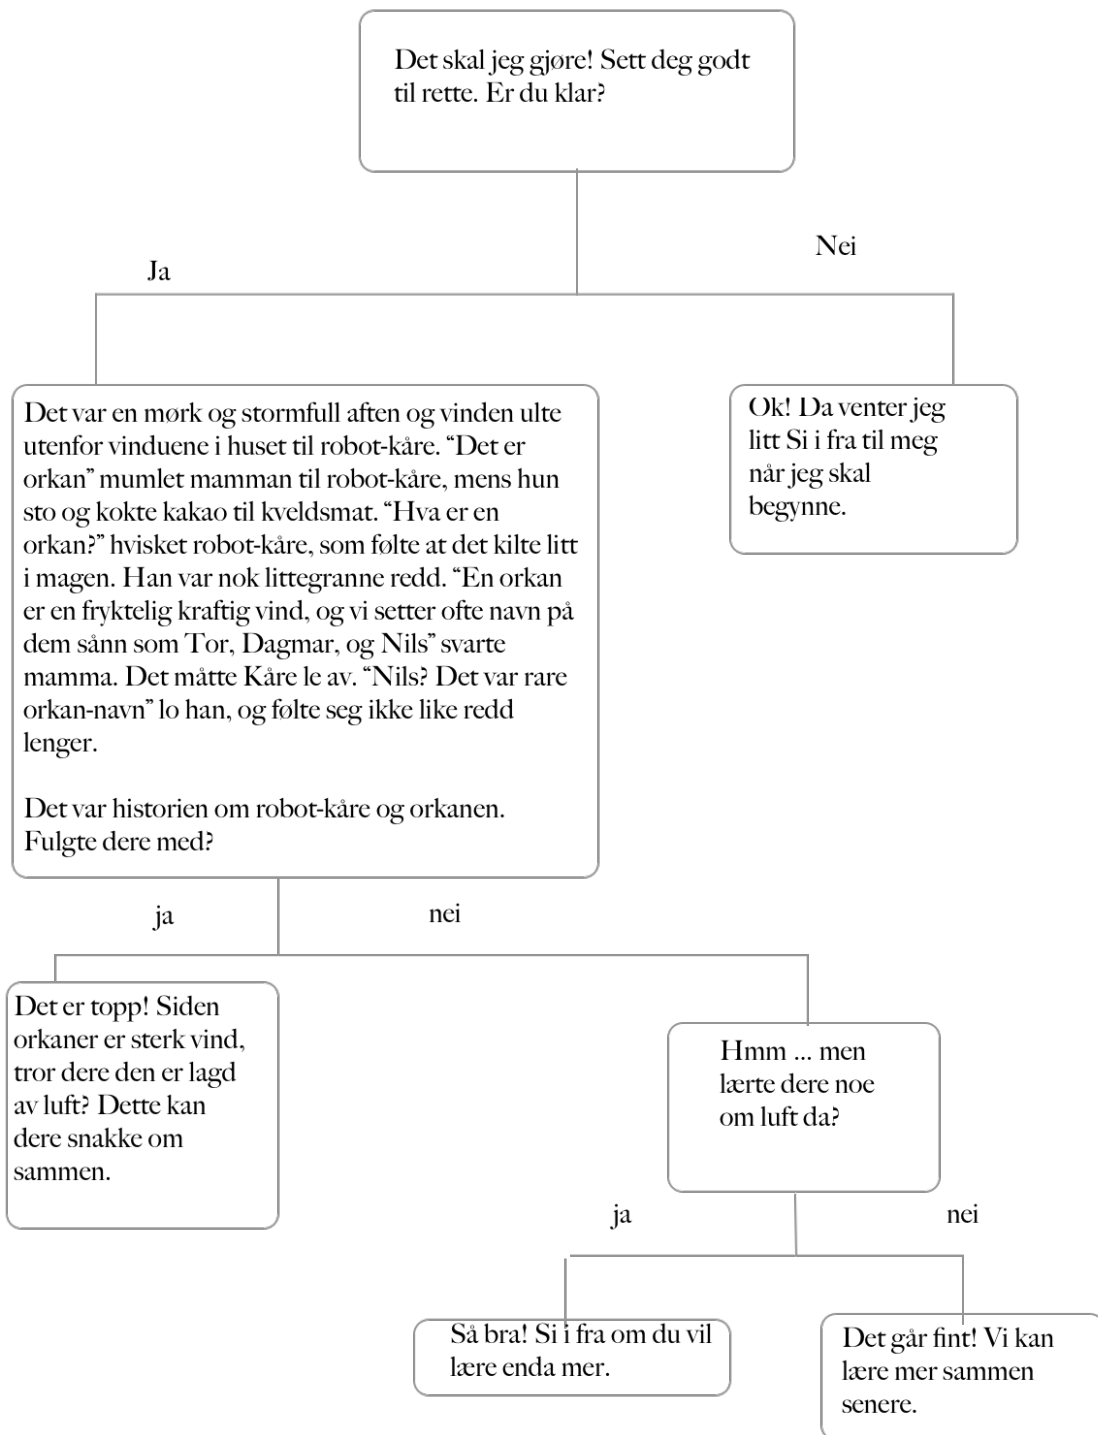 Det skal jeg gjøre! Sett deg godt
til rette. Er du klar?
Ja
Nei
Det var en mørk og stormfull aften og vinden ulte
utenfor vinduene i huset til robot-kåre. “Det er
orkan” mumlet mamman til robot-kåre, mens hun
sto og kokte kakao til kveldsmat. “Hva er en
orkan?” hvisket robot-kåre, som følte at det kilte litt
i magen. Han var nok littegranne redd. “En orkan
er en fryktelig kraftig vind, og vi setter ofte navn på
dem sånn som Tor, Dagmar, og Nils” svarte
mamma. Det måtte Kåre le av. “Nils? Det var rare
orkan-navn” lo han, og følte seg ikke like redd
lenger.
Det var historien om robot-kåre og orkanen.
Fulgte dere med?
Ok! Da venter jeg
litt Si i fra til meg
når jeg skal
begynne.
ja
nei
Det er topp! Siden
orkaner er sterk vind,
tror dere den er lagd
av luft? Dette kan
dere snakke om
sammen.
Hmm ... men
lærte dere noe
om luft da?
ja
nei
Så bra! Si i fra om du vil
lære enda mer.
Det går fint! Vi kan
lære mer sammen
senere.